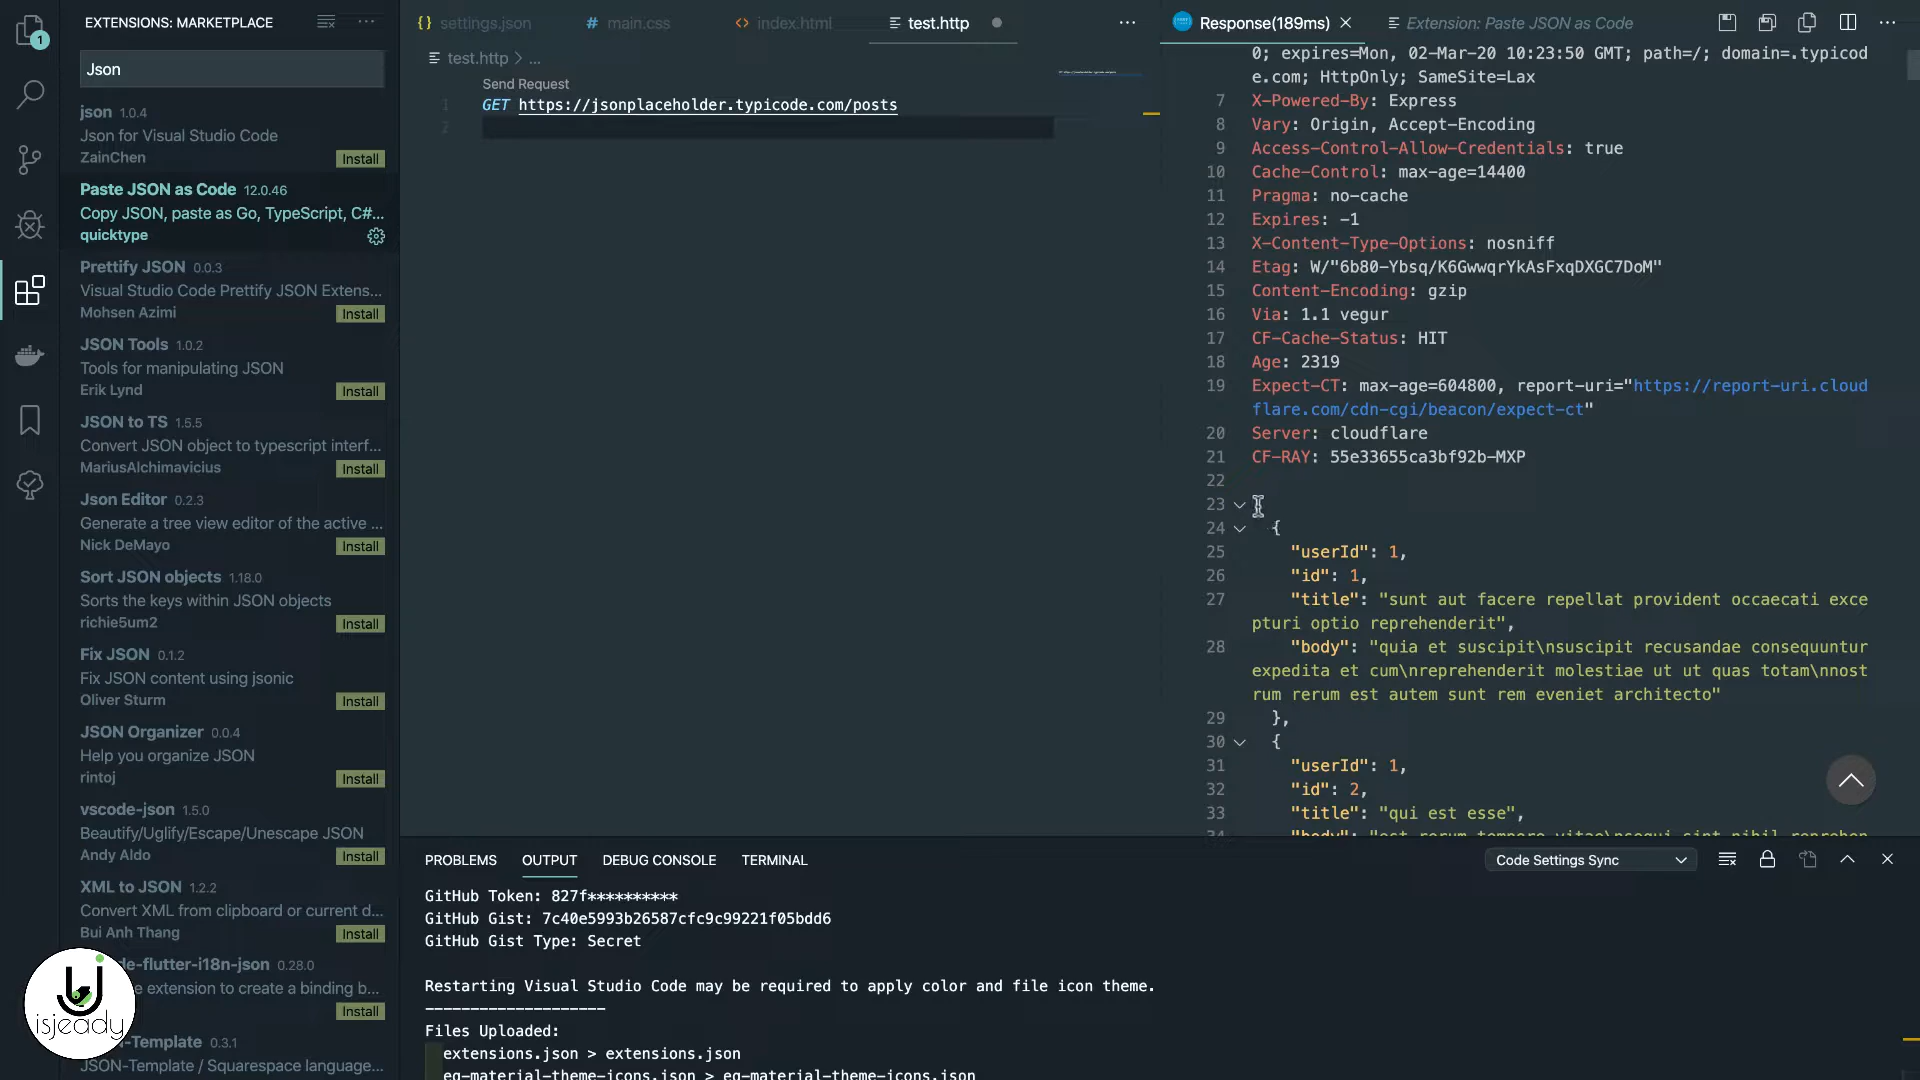 EXTENSIONS: MARKETPLACE
Json
json 1.0.4
Json for Visual Studio Code
ZainChen
Install
Paste JSON as Code 12.0.46
Copy JSON, paste as Go, TypeScript, C#...
quicktype
Prettify JSON 0.0.3
Visual Studio Code Prettify JSON Extens...
Mohsen Azimi
Install
JSON Tools 1.0.2
Tools for manipulating JSON
Erik Lynd
Install
JSON to TS 1.5.5
Convert JSON object to typescript interf...
MariusAlchimavicius
Install
Json Editor 0.2.3
Generate a tree view editor of the active ...
Nick DeMayo
Install
Sort JSON objects 1.18.0
Sorts the keys within JSON objects
richie5um2
Install
Fix JSON 0.1.2
Fix JSON content using jsonic
Oliver Sturm
Install
JSON Organizer 0.0.4
Help you organize JSON
rintoj
Install
vscode-json 1.5.0
Beautify/Uglify/Escape/Unescape JSON
Andy Aldo
Install
XML to JSON 1.2.2
Convert XML from clipboard or current d...
Bui Anh Thang
Install
de-flutter-i18n-json 0.28.0
e extension to create a binding b...
Install
-Template 0.3.1
JSON-Template / Squarespace language...
isjeady
1
settings.json
# main.css
index.html
test.http
test.http > ...
Send Request
1 GET https://jsonplaceholder.typicode.com/posts
2
Response(189ms)
Extension: Paste JSON as Code
0; expires=Mon, 02-Mar-20 10:23:50 GMT; path=/; domain=.typicod
e.com; HttpOnly; SameSite=Lax
7 X-Powered-By: Express
8 Vary: Origin, Accept-Encoding
9 Access-Control-Allow-Credentials: true
10 Cache-Control: max-age=14400
11 Pragma: no-cache
12 Expires: -1
13 X-Content-Type-Options: nosniff
14 Etag: W/"6b80-Ybsq/K6GwwqrYkAsFxqDXGC7DoM"
15 Content-Encoding: gzip
16 Via: 1.1 vegur
17 CF-Cache-Status: HIT
18 Age: 2319
19 Expect-CT: max-age=604800, report-uri="https://report-uri.cloud
flare.com/cdn-cgi/beacon/expect-ct"
20 Server: cloudflare
21 CF-RAY: 55e33655ca3bf92b-MXP
22
23
24 {
25 "userId": 1,
26 "id": 1,
27 "title": "sunt aut facere repellat provident occaecati exce
pturi optio reprehenderit",
28 "body": "quia et suscipit\nsuscipit recusandae consequuntur
expedita et cum\nreprehenderit molestiae ut ut quas totam\nnost
rum rerum est autem sunt rem eveniet architecto"
29 },
30 {
31 "userId": 1,
32 "id": 2,
33 "title": "qui est esse",
34 "body": "est rerum tempore vitae\nsequi sint nihil reprehen
PROBLEMS OUTPUT DEBUG CONSOLE TERMINAL
Code Settings Sync
GitHub Token: 827f**********
GitHub Gist: 7c40e5993b26587cfc9c99221f05bdd6
GitHub Gist Type: Secret
Restarting Visual Studio Code may be required to apply color and file icon theme.
--------------------
Files Uploaded:
extensions.json > extensions.json
eq-material-theme-icons.json > eq-material-theme-icons.json